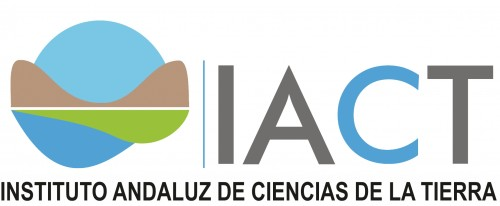 IACT
INSTITUTO ANDALUZ DE CIENCIAS DE LA TIERRA